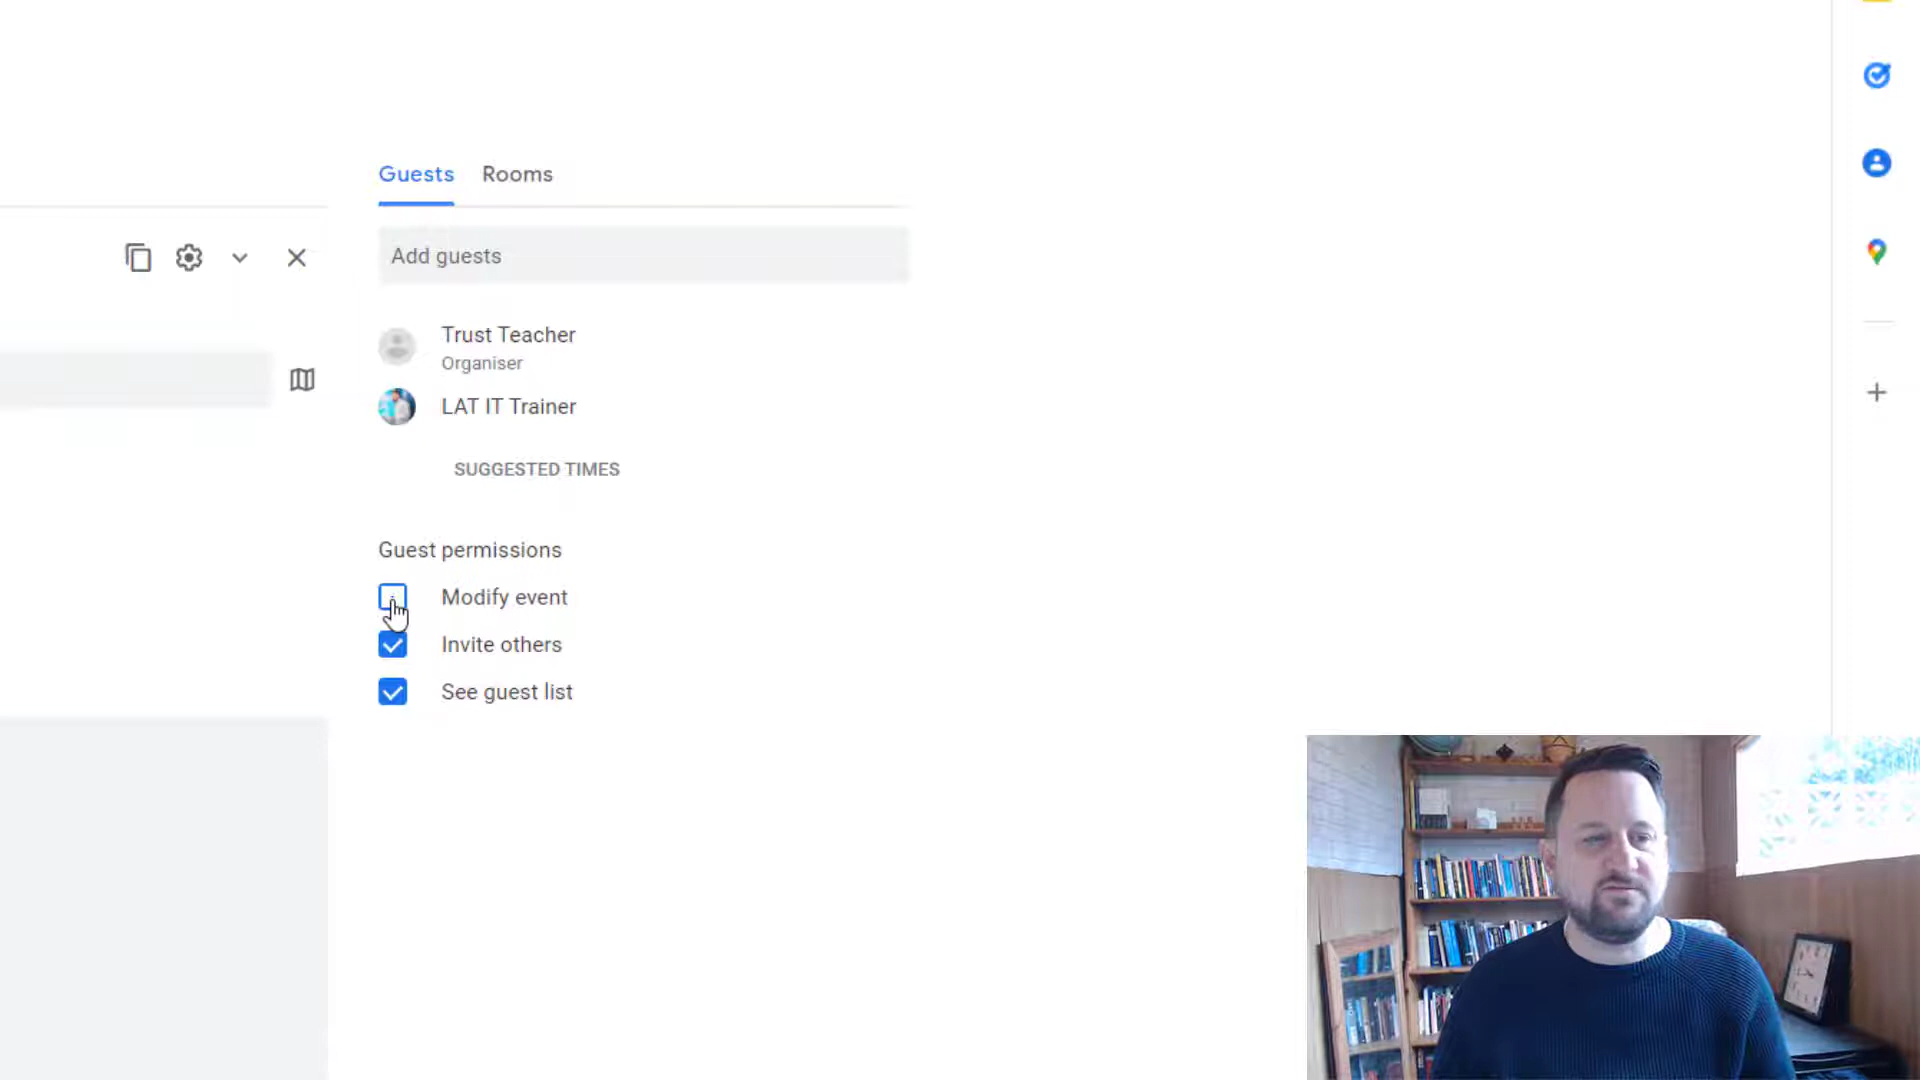 Guests Rooms
Add guests
Trust Teacher
Organiser
LAT IT Trainer
SUGGESTED TIMES
Guest permissions
Modify event
Invite others
See guest list